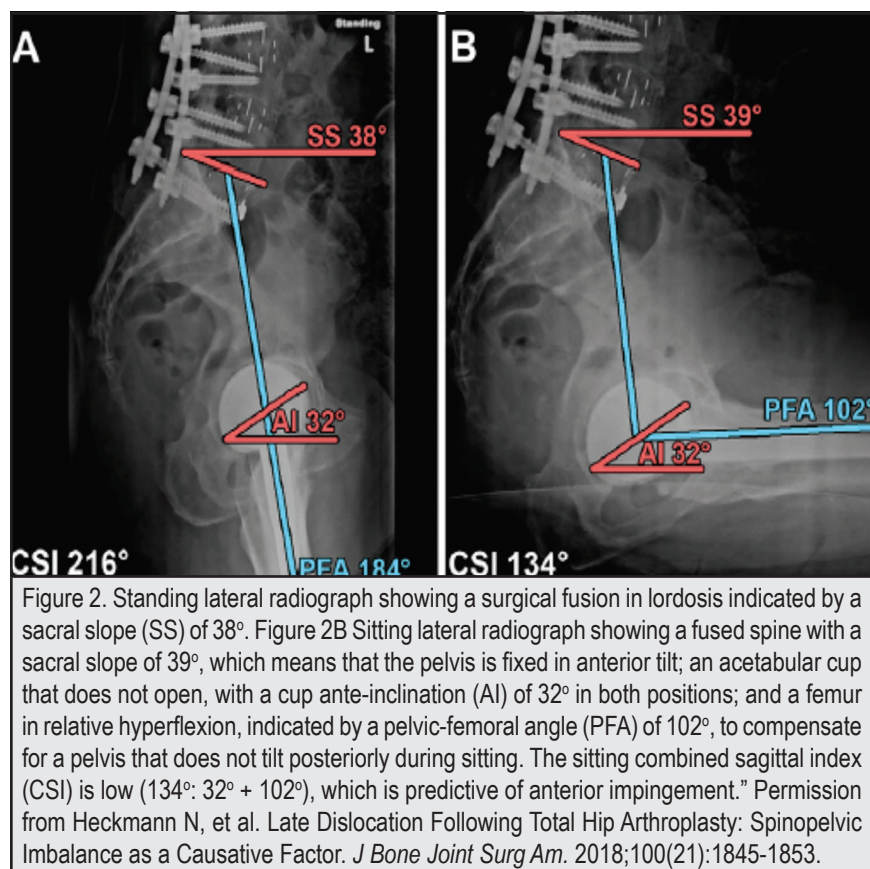 A
Standing
L
SS 38°
AI 32°
CSI 216°
PFA 184°
B
SS 39°
PFA 102°
AI 32°
CSI 134°
Figure 2. Standing lateral radiograph showing a surgical fusion in lordosis indicated by a
sacral slope (SS) of 38º. Figure 2B Sitting lateral radiograph showing a fused spine with a
sacral slope of 39º, which means that the pelvis is fixed in anterior tilt; an acetabular cup
that does not open, with a cup ante-inclination (AI) of 32º in both positions; and a femur
in relative hyperflexion, indicated by a pelvic-femoral angle (PFA) of 102º, to compensate
for a pelvis that does not tilt posteriorly during sitting. The sitting combined sagittal index
(CSI) is low (134º: 32º + 102º), which is predictive of anterior impingement.” Permission
from Heckmann N, et al. Late Dislocation Following Total Hip Arthroplasty: Spinopelvic
Imbalance as a Causative Factor. J Bone Joint Surg Am. 2018;100(21):1845-1853.